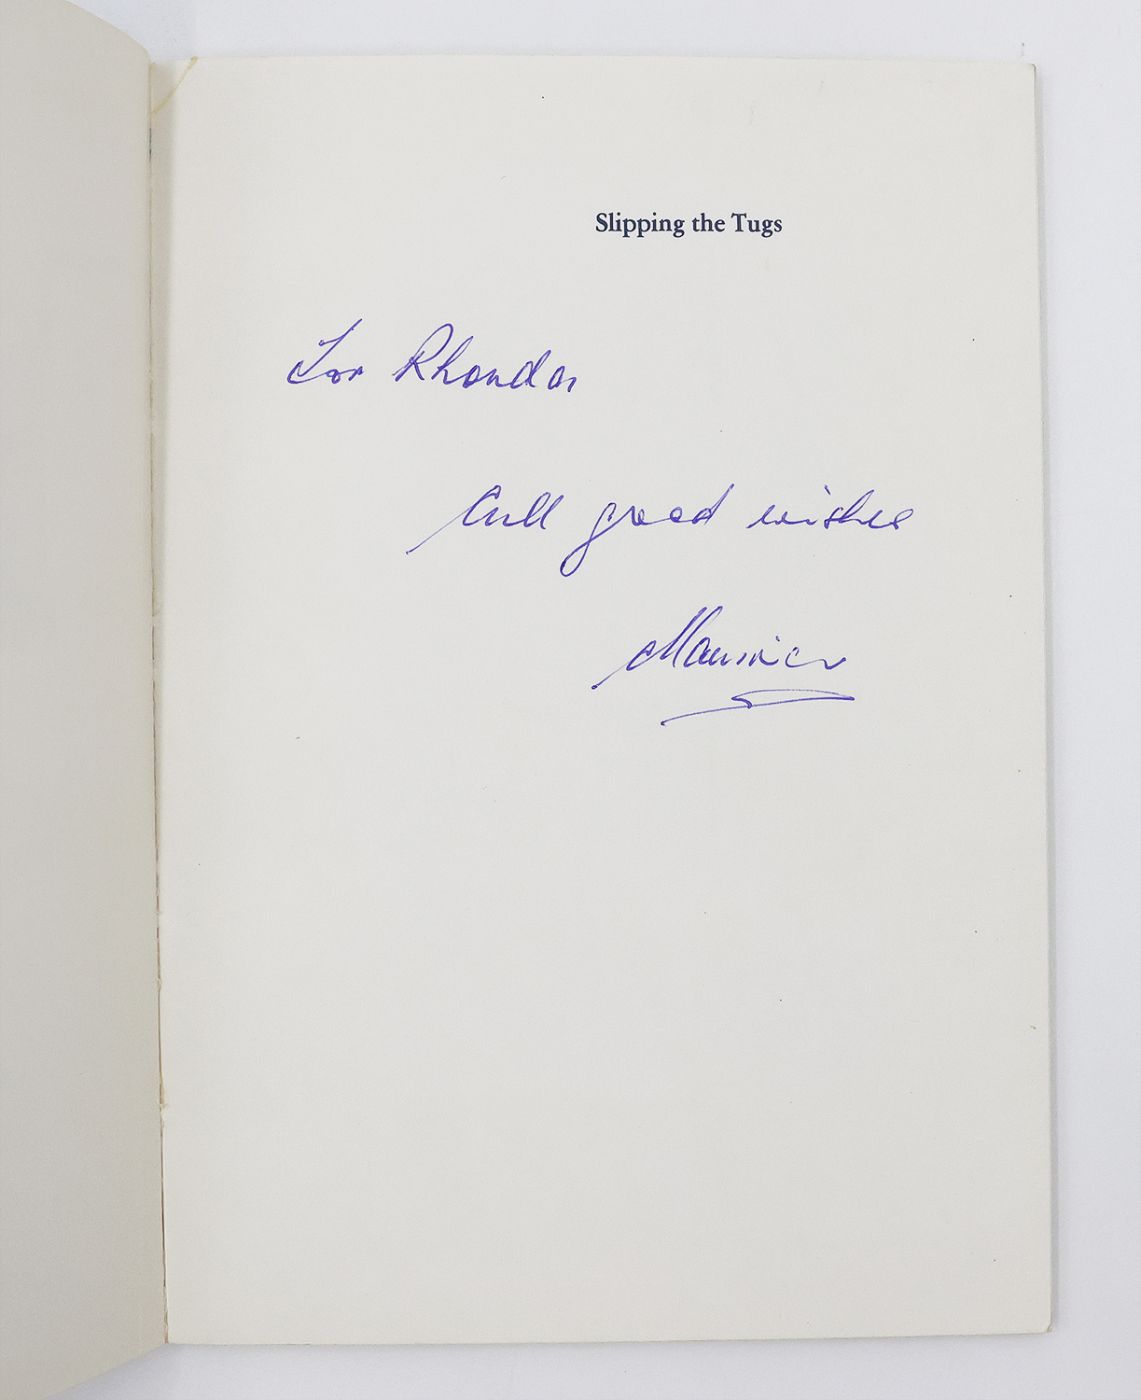 Slipping the Tugs
For Rhonda
All good wishes
Maurice